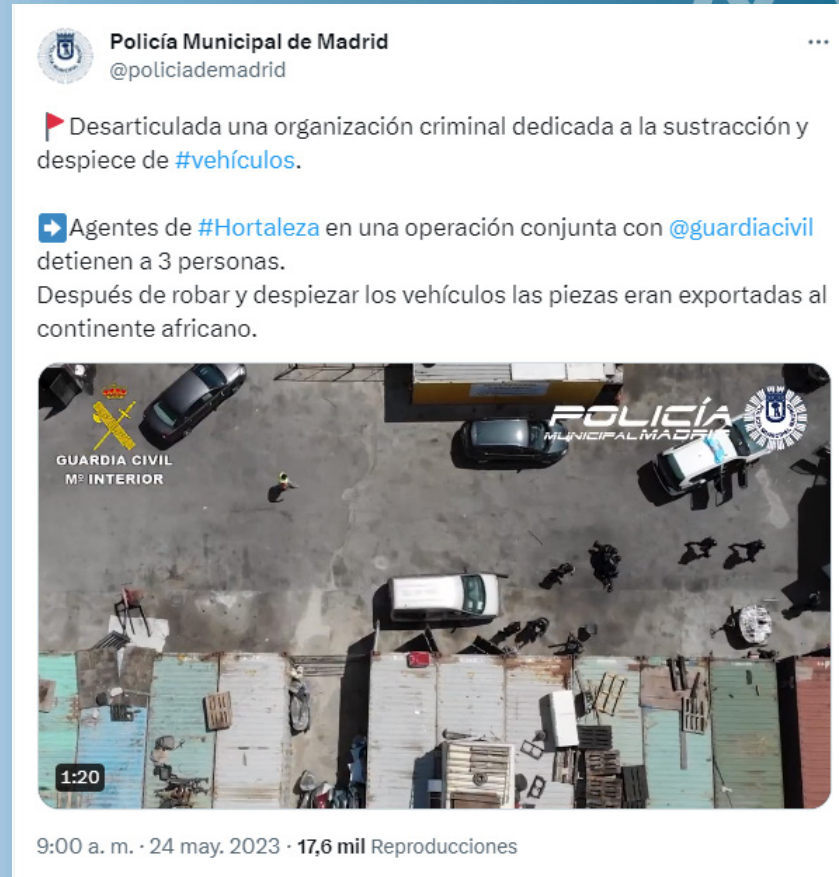 Policía Municipal de Madrid
@policiademadrid
🚩Desarticulada una organización criminal dedicada a la sustracción y
despiece de #vehículos.
➡️Agentes de #Hortaleza en una operación conjunta con @guardiacivil
detienen a 3 personas.
Después de robar y despiezar los vehículos las piezas eran exportadas al
continente africano.
GUARDIA CIVIL
Mº INTERIOR
POLICÍA
MUNICIPAL MADRID
1:20
9:00 a. m. · 24 may. 2023 · 17,6 mil Reproducciones